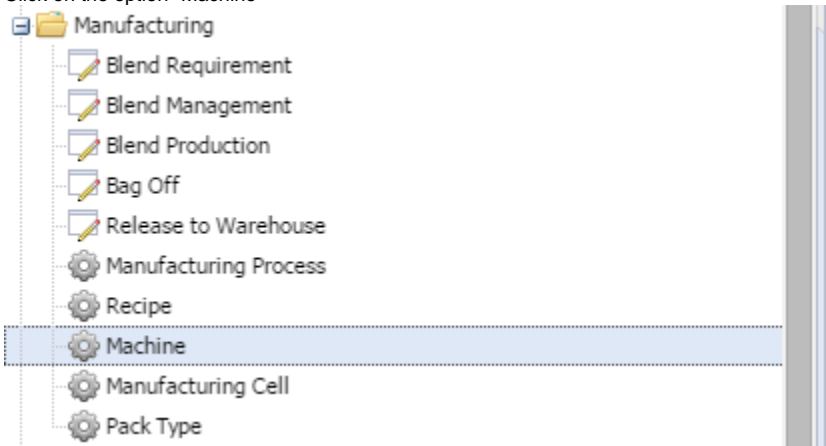 Click on the option "Machine"
Manufacturing
Blend Requirement
Blend Management
Blend Production
Bag Off
Release to Warehouse
Manufacturing Process
Recipe
Machine
Manufacturing Cell
Pack Type